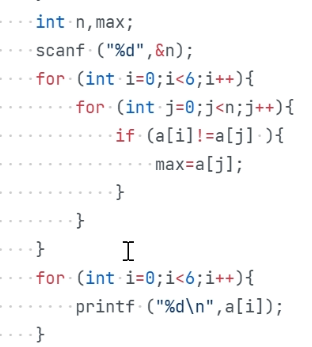 int n,max;
scanf ("%d",&n);
for (int i=0;i<6;i++){
for (int j=0;j<n;j++){
if (a[i]!=a[j] ){
max=a[j];
}
}
}
for (int i=0;i<6;i++){
printf ("%d\n",a[i]);
}